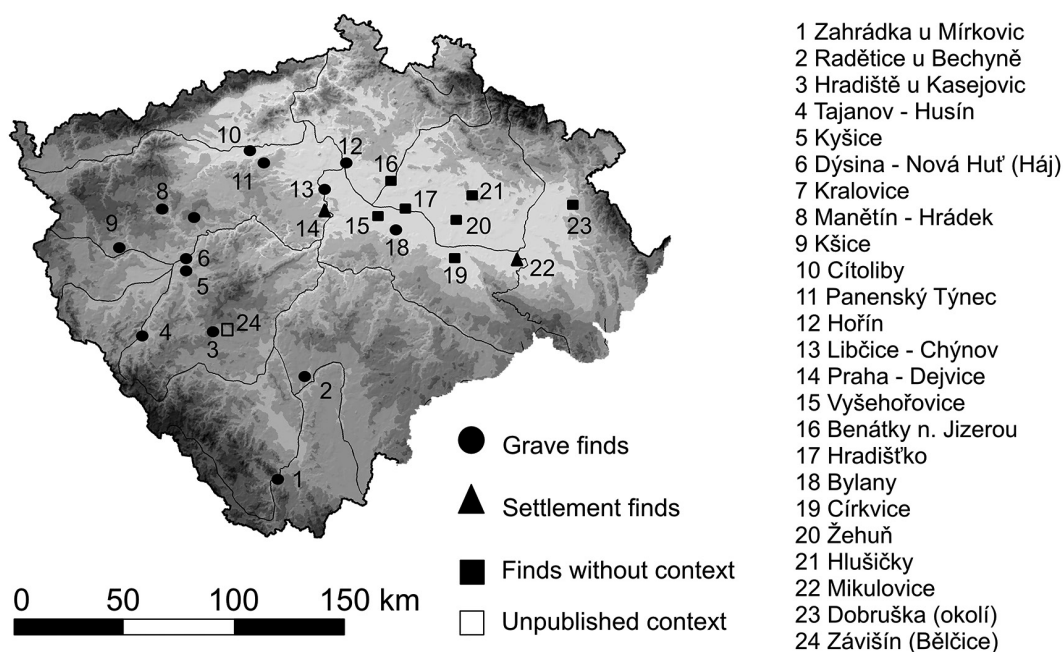 1 Zahrádka u Mírkovic
2 Radětice u Bechyně
3 Hradiště u Kasejovic
4 Tajanov - Husín
5 Kyšice
6 Dýsina - Nová Huť (Háj)
7 Kralovice
8 Manětín - Hrádek
9 Kšice
10 Cítoliby
11 Panenský Týnec
12 Hořín
13 Libčice - Chýnov
14 Praha - Dejvice
15 Vyšehořovice
16 Benátky n. Jizerou
17 Hradišťko
18 Bylany
19 Církvice
20 Žehuň
21 Hlušičky
22 Mikulovice
23 Dobruška (okolí)
24 Závišín (Bělčice)
10
12
11
16
13
21
8
17
23
14
15
20
9
18
6
19
22
5
24
4
3
2
1
Grave finds
Settlement finds
Finds without context
Unpublished context
0 50 100 150 km